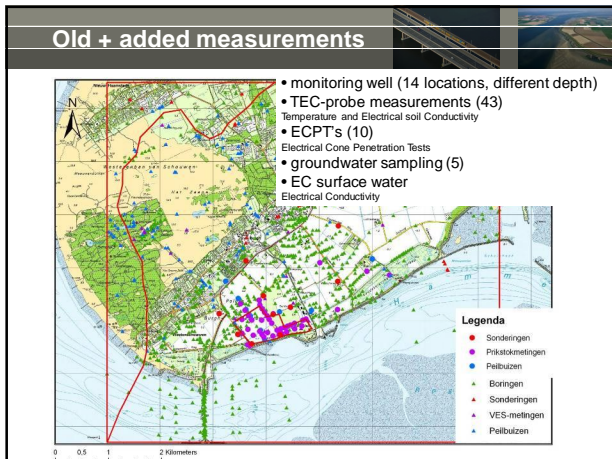 Old + added measurements
• monitoring well (14 locations, different depth)
• TEC-probe measurements (43)
Temperature and Electrical soil Conductivity
• ECPT's (10)
Electrical Cone Penetration Tests
• groundwater sampling (5)
• EC surface water
Electrical Conductivity
N
Legenda
Sonderingen
Prikstokmetingen
Peilbuizen
Boringen
Sonderingen
VES-metingen
Peilbuizen
0 0,5 1 2 Kilometers